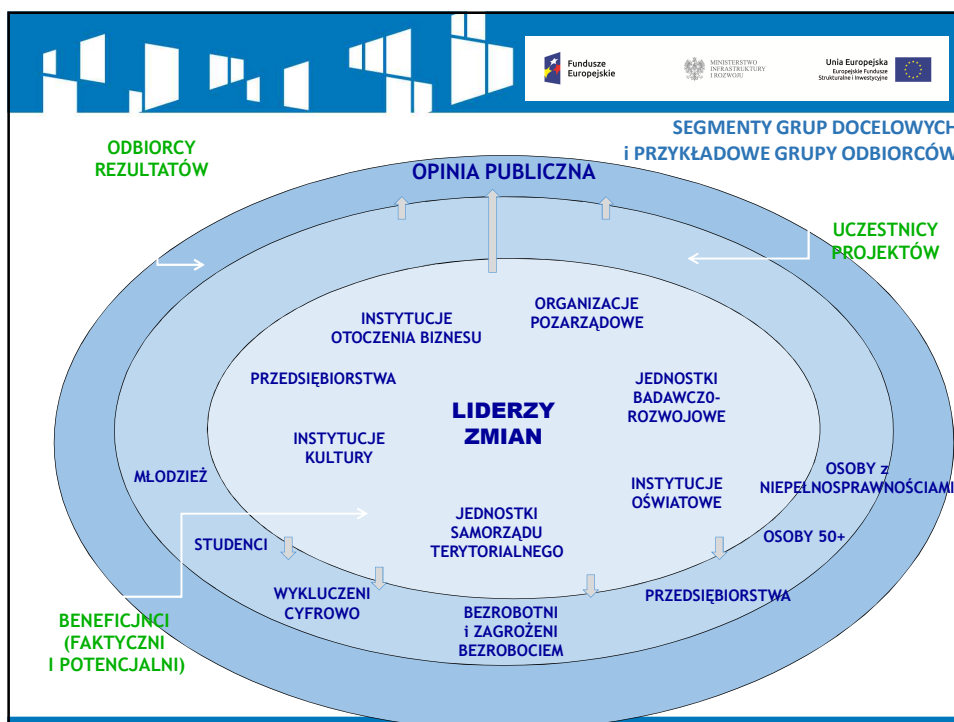 Fundusze
Europejskie
MINISTERSTWO
INFRASTRUKTURY
I ROZWOJU
Unia Europejska
Europejskie Fundusze
Strukturalne i Inwestycyjne
SEGMENTY GRUP DOCELOWYCH
i PRZYKŁADOWE GRUPY ODBIORCÓW
ODBIORCY
REZULTATÓW
OPINIA PUBLICZNA
UCZESTNICY
PROJEKTÓW
INSTYTUCJE
OTOCZENIA BIZNESU
ORGANIZACJE
POZARZĄDOWE
PRZEDSIĘBIORSTWA
JEDNOSTKI
BADAWCZ0-
ROZWOJOWE
LIDERZY
ZMIAN
INSTYTUCJE
KULTURY
MŁODZIEŻ
INSTYTUCJE
OŚWIATOWE
OSOBY z
NIEPEŁNOSPRAWNOŚCIAMI
JEDNOSTKI
SAMORZĄDU
TERYTORIALNEGO
STUDENCI
OSOBY 50+
WYKLUCZENI
CYFROWO
BEZROBOTNI
i ZAGROŻENI
BEZROBOCIEM
PRZEDSIĘBIORSTWA
BENEFICJNCI
(FAKTYCZNI
I POTENCJALNI)